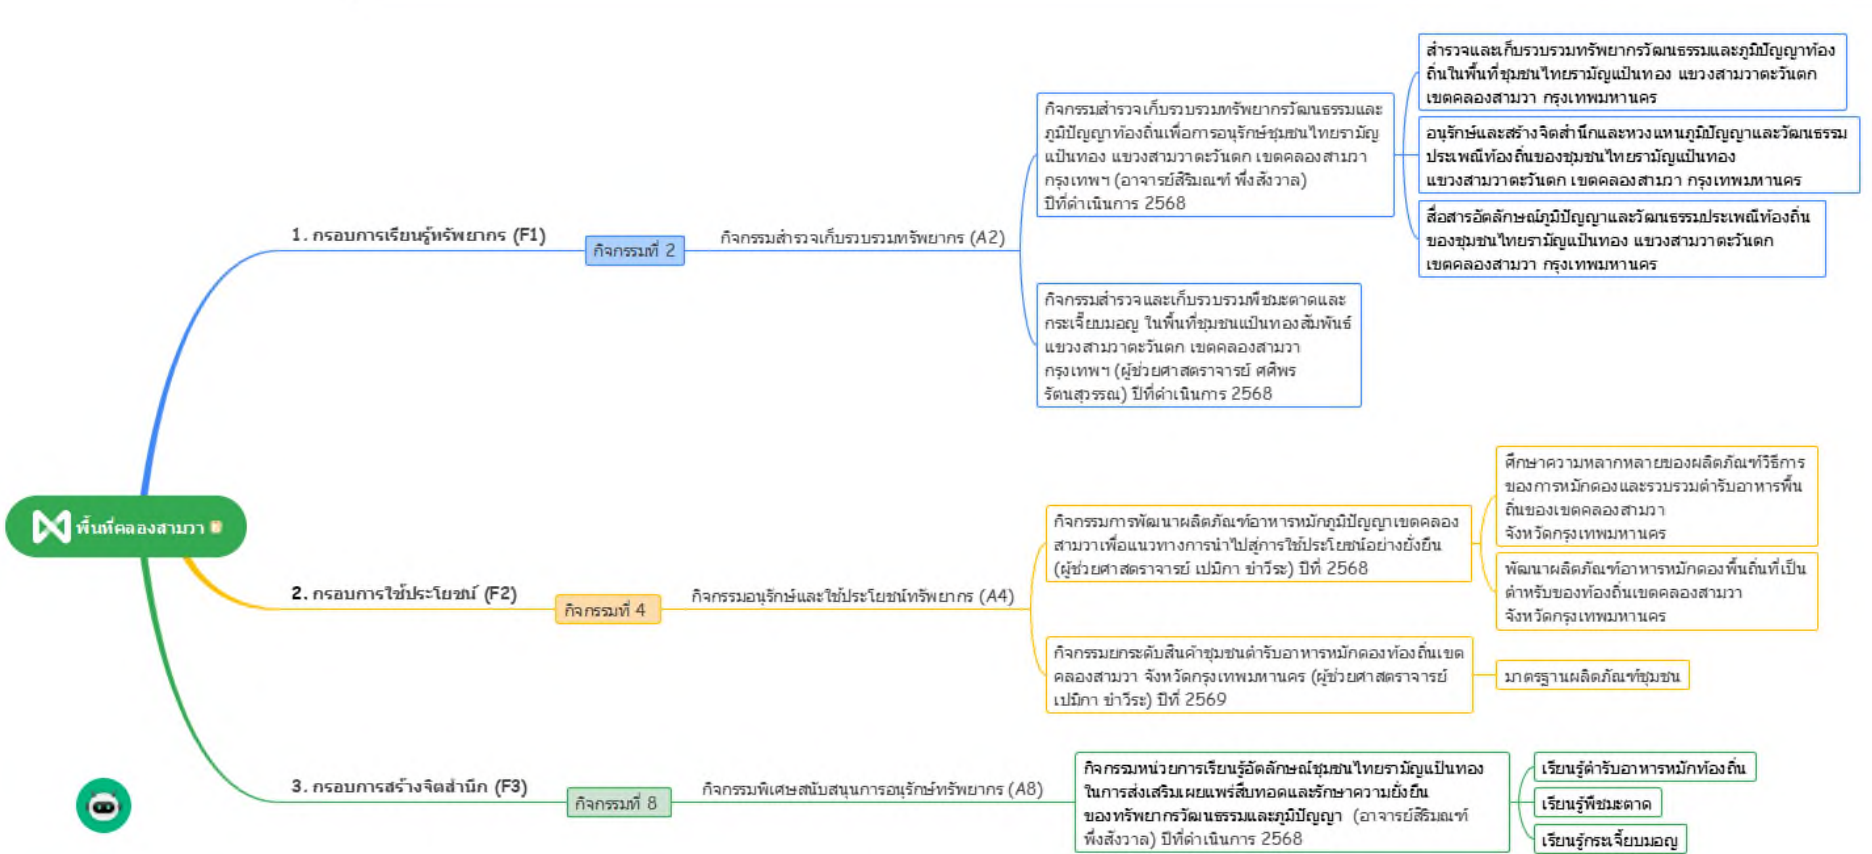 พื้นที่คลองสามวา
1. กรอบการเรียนรู้ทรัพยากร (F1)
กิจกรรมที่ 2
กิจกรรมสำรวจเก็บรวบรวมทรัพยากร (A2)
กิจกรรมสำรวจเก็บรวบรวมทรัพยากรวัฒนธรรมและ
ภูมิปัญญาท้องถิ่นเพื่อการอนุรักษ์ชุมชนไทยรามัญ
แป้นทอง แขวงสามวาตะวันตก เขตคลองสามวา
กรุงเทพฯ (อาจารย์สิริมณฑ์ พึ่งสังวาล)
ปีที่ดำเนินการ 2568
สำรวจและเก็บรวบรวมทรัพยากรวัฒนธรรมและภูมิปัญญาท้อง
ถิ่นในพื้นที่ชุมชนไทยรามัญแป้นทอง แขวงสามวาตะวันตก
เขตคลองสามวา กรุงเทพมหานคร
อนุรักษ์และสร้างจิตสำนึกและหวงแหนภูมิปัญญาและวัฒนธรรม
ประเพณีท้องถิ่นของชุมชนไทยรามัญแป้นทอง
แขวงสามวาตะวันตก เขตคลองสามวา กรุงเทพมหานคร
สื่อสารอัตลักษณ์ภูมิปัญญาและวัฒนธรรมประเพณีท้องถิ่น
ของชุมชนไทยรามัญแป้นทอง แขวงสามวาตะวันตก
เขตคลองสามวา กรุงเทพมหานคร
กิจกรรมสำรวจและเก็บรวบรวมพืชมะตาดและ
กระเจี๊ยบมอญ ในพื้นที่ชุมชนแป้นทองสัมพันธ์
แขวงสามวาตะวันตก เขตคลองสามวา
กรุงเทพฯ (ผู้ช่วยศาสตราจารย์ ศศิพร
รัตนสุวรรณ) ปีที่ดำเนินการ 2568
2. กรอบการใช้ประโยชน์ (F2)
กิจกรรมที่ 4
กิจกรรมอนุรักษ์และใช้ประโยชน์ทรัพยากร (A4)
กิจกรรมการพัฒนาผลิตภัณฑ์อาหารหมักภูมิปัญญาเขตคลอง
สามวาเพื่อแนวทางการนำไปสู่การใช้ประโยชน์อย่างยั่งยืน
(ผู้ช่วยศาสตราจารย์ เปมิกา ขำวีระ) ปีที่ 2568
ศึกษาความหลากหลายของผลิตภัณฑ์วิธีการ
ของการหมักดองและรวบรวมตำรับอาหารพื้น
ถิ่นของเขตคลองสามวา
จังหวัดกรุงเทพมหานคร
พัฒนาผลิตภัณฑ์อาหารหมักดองพื้นถิ่นที่เป็น
ตำหรับของท้องถิ่นเขตคลองสามวา
จังหวัดกรุงเทพมหานคร
กิจกรรมยกระดับสินค้าชุมชนตำรับอาหารหมักดองท้องถิ่นเขต
คลองสามวา จังหวัดกรุงเทพมหานคร (ผู้ช่วยศาสตราจารย์
เปมิกา ขำวีระ) ปีที่ 2569
มาตรฐานผลิตภัณฑ์ชุมชน
3. กรอบการสร้างจิตสำนึก (F3)
กิจกรรมที่ 8
กิจกรรมพิเศษสนับสนุนการอนุรักษ์ทรัพยากร (A8)
กิจกรรมหน่วยการเรียนรู้อัตลักษณ์ชุมชนไทยรามัญแป้นทอง
ในการส่งเสริมเผยแพร่สืบทอดและรักษาความยั่งยืน
ของทรัพยากรวัฒนธรรมและภูมิปัญญา (อาจารย์สิริมณฑ์
พึ่งสังวาล) ปีที่ดำเนินการ 2568
เรียนรู้ตำรับอาหารหมักท้องถิ่น
เรียนรู้พืชมะตาด
เรียนรู้กระเจี้ยบมอญ